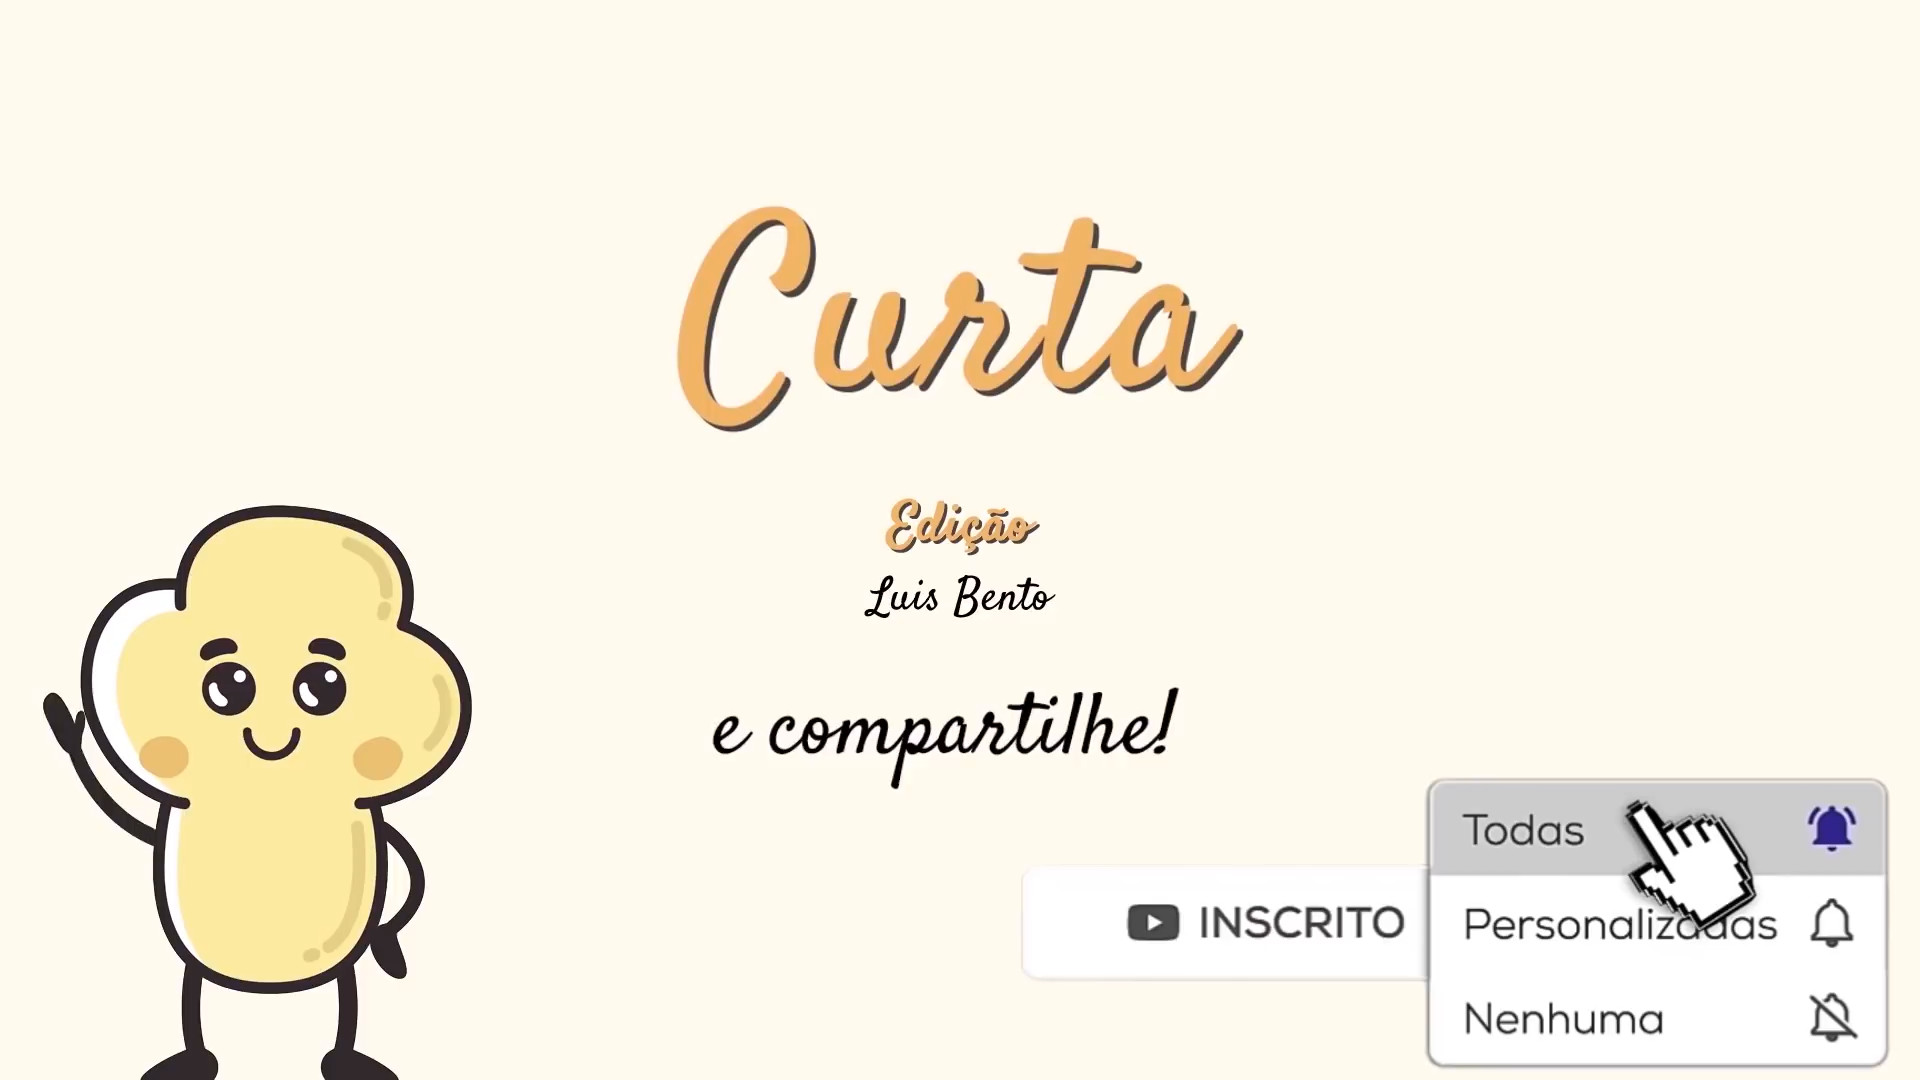 Curta
Edição
Luis Bento
e compartilhe!
Todas
INSCRITO
Personalizadas
Nenhuma